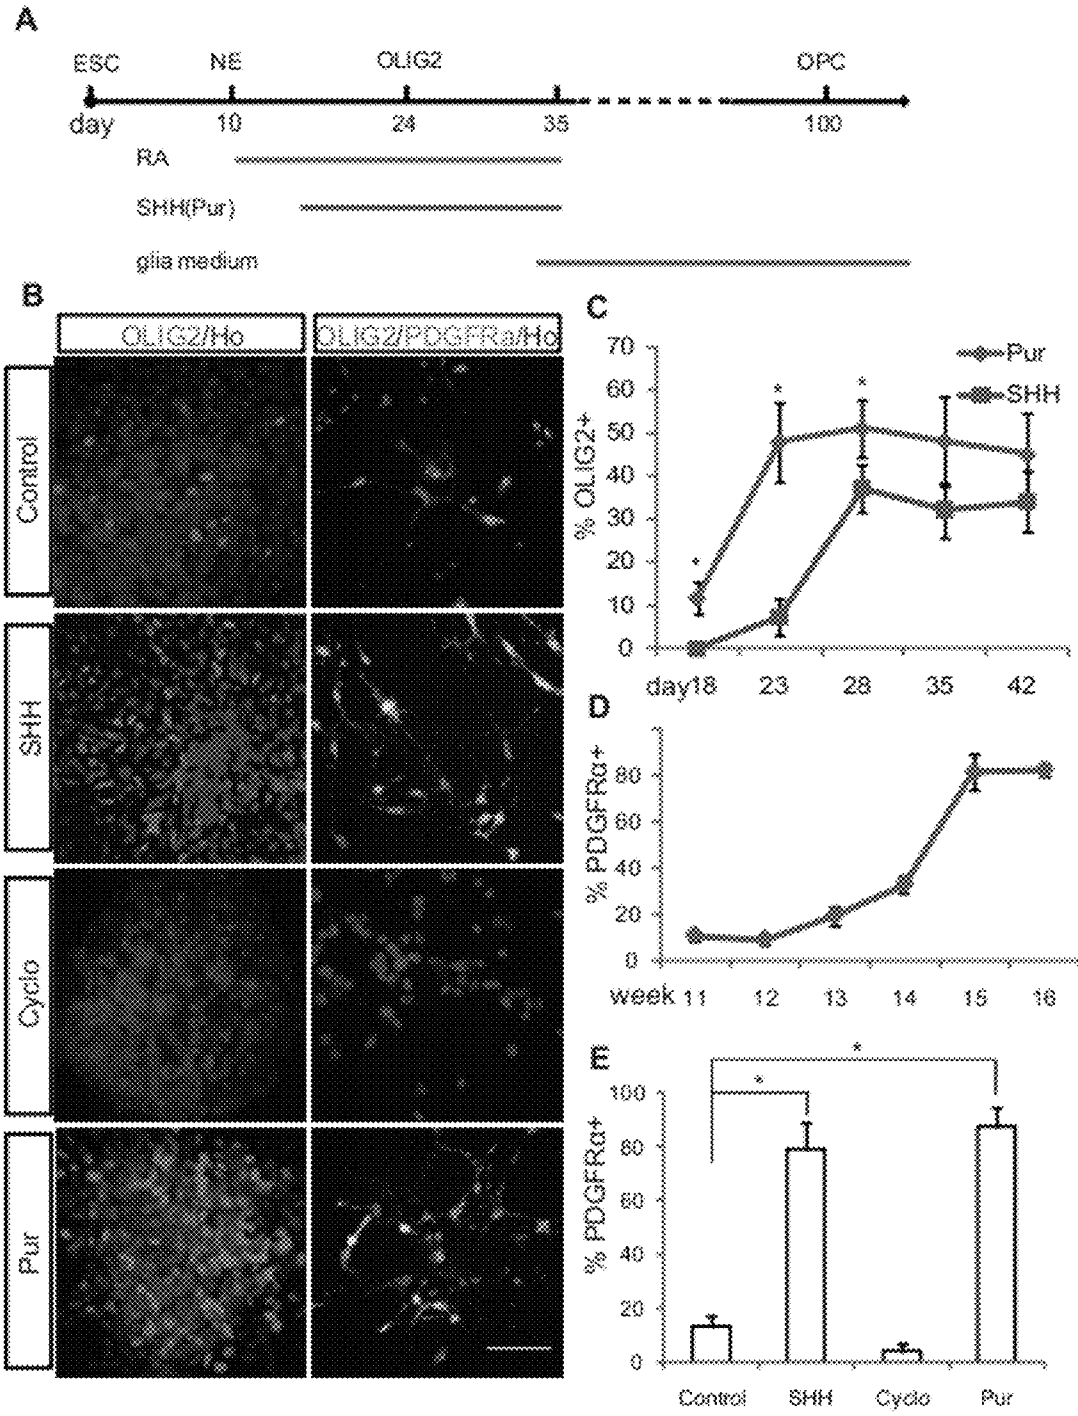 A
ESC NE OLIG2 OPC
day 10 24 35 100
RA
SHH(Pur)
glia medium
B
OLIG2/Ho OLIG2/PDGFRa/Ho
Control
SHH
Cyclo
Pur
C
% OLIG2+
70
60
50
40
30
20
10
0
* * *
Pur
SHH
day18 23 28 35 42
D
% PDGFRα+
80
60
40
20
0
week 11 12 13 14 15 16
E
* *
% PDGFRα+
100
80
60
40
20
0
Control SHH Cyclo Pur